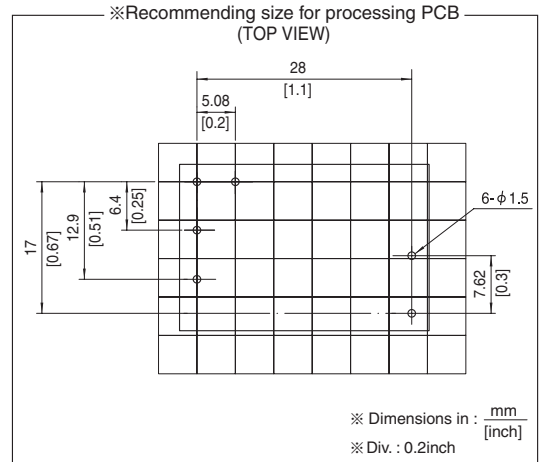 ※Recommending size for processing PCB
(TOP VIEW)
28
[1.1]
5.08
[0.2]
17
[0.67]
12.9
[0.51]
6.4
[0.25]
6-ϕ1.5
7.62
[0.3]
※ Dimensions in : mm
[inch]
※ Div. : 0.2inch